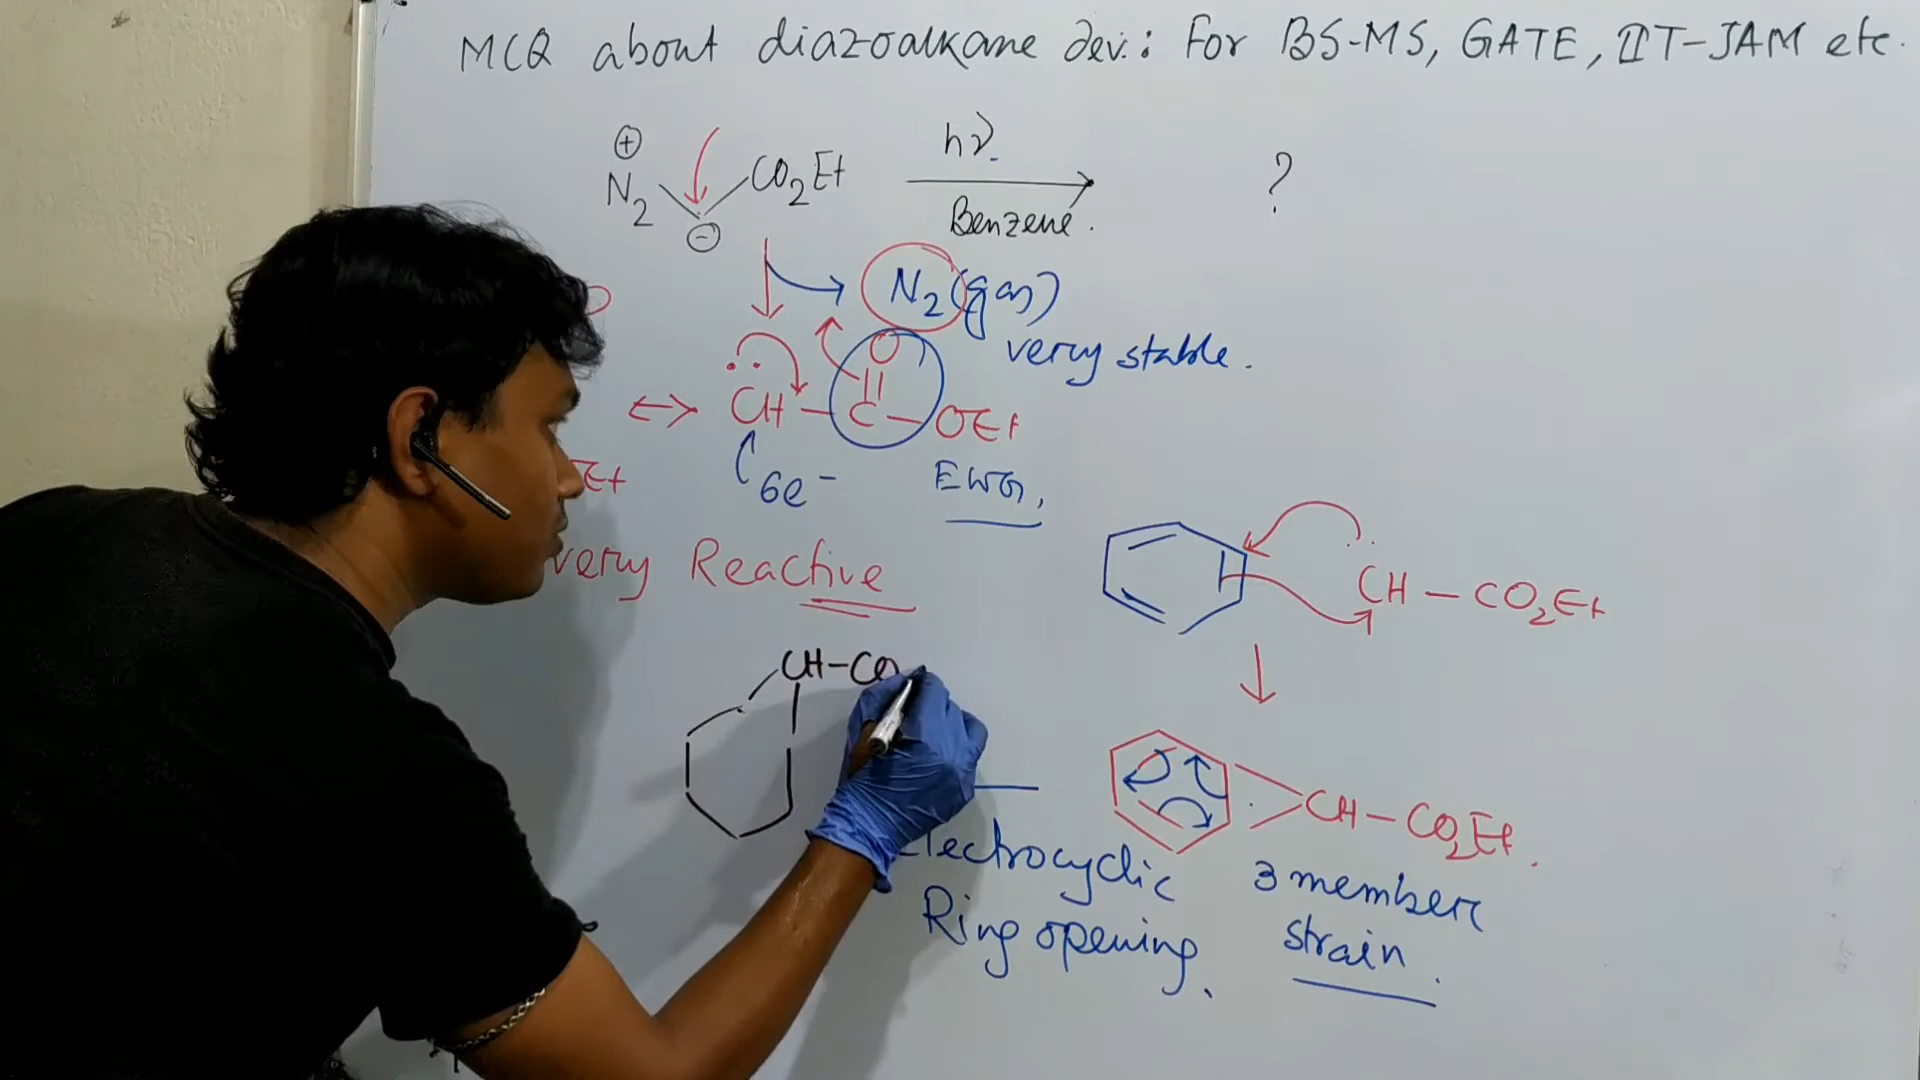 MCQ about diazoalkane dev.: For BS-MS, GATE, IIT-JAM etc.
⊕
N2 CO2Et
⊖
hν
Benzene.
?
N2 (gas)
very stable.
O
↔ CH — C — OEt
6e-
EWG,
Et
very Reactive
CH — CO2Et
CH-CO
CH — CO2Et.
Electrocyclic
Ring opening.
3 member
strain.